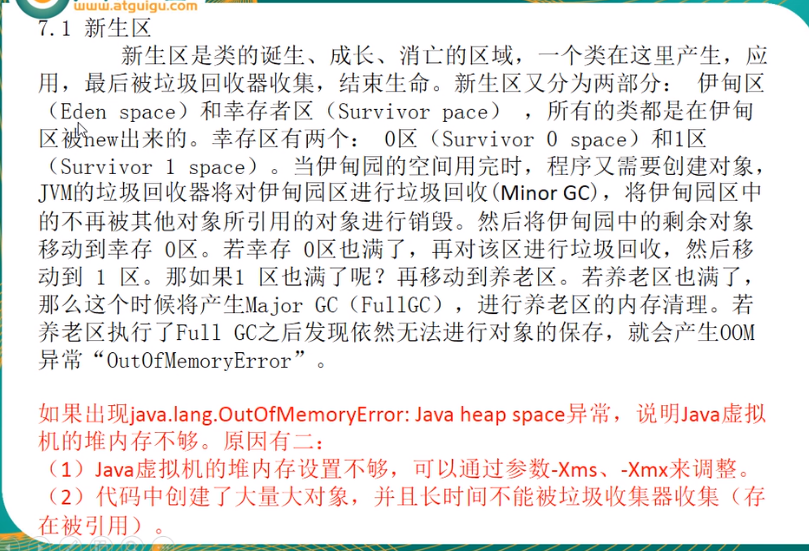 www.atguigu.com
7.1 新生区
新生区是类的诞生、成长、消亡的区域，一个类在这里产生，应
用，最后被垃圾回收器收集，结束生命。新生区又分为两部分： 伊甸区
（Eden space）和幸存者区（Survivor pace） ，所有的类都是在伊甸
区被new出来的。幸存区有两个： 0区（Survivor 0 space）和1区
（Survivor 1 space）。当伊甸园的空间用完时，程序又需要创建对象，
JVM的垃圾回收器将对伊甸园区进行垃圾回收(Minor GC)，将伊甸园区中
的不再被其他对象所引用的对象进行销毁。然后将伊甸园中的剩余对象
移动到幸存 0区。若幸存 0区也满了，再对该区进行垃圾回收，然后移
动到 1 区。那如果1 区也满了呢？再移动到养老区。若养老区也满了，
那么这个时候将产生Major GC（FullGC），进行养老区的内存清理。若
养老区执行了Full GC之后发现依然无法进行对象的保存，就会产生OOM
异常“OutOfMemoryError”。
如果出现java.lang.OutOfMemoryError: Java heap space异常，说明Java虚拟
机的堆内存不够。原因有二：
（1）Java虚拟机的堆内存设置不够，可以通过参数-Xms、-Xmx来调整。
（2）代码中创建了大量大对象，并且长时间不能被垃圾收集器收集（存
在被引用）。